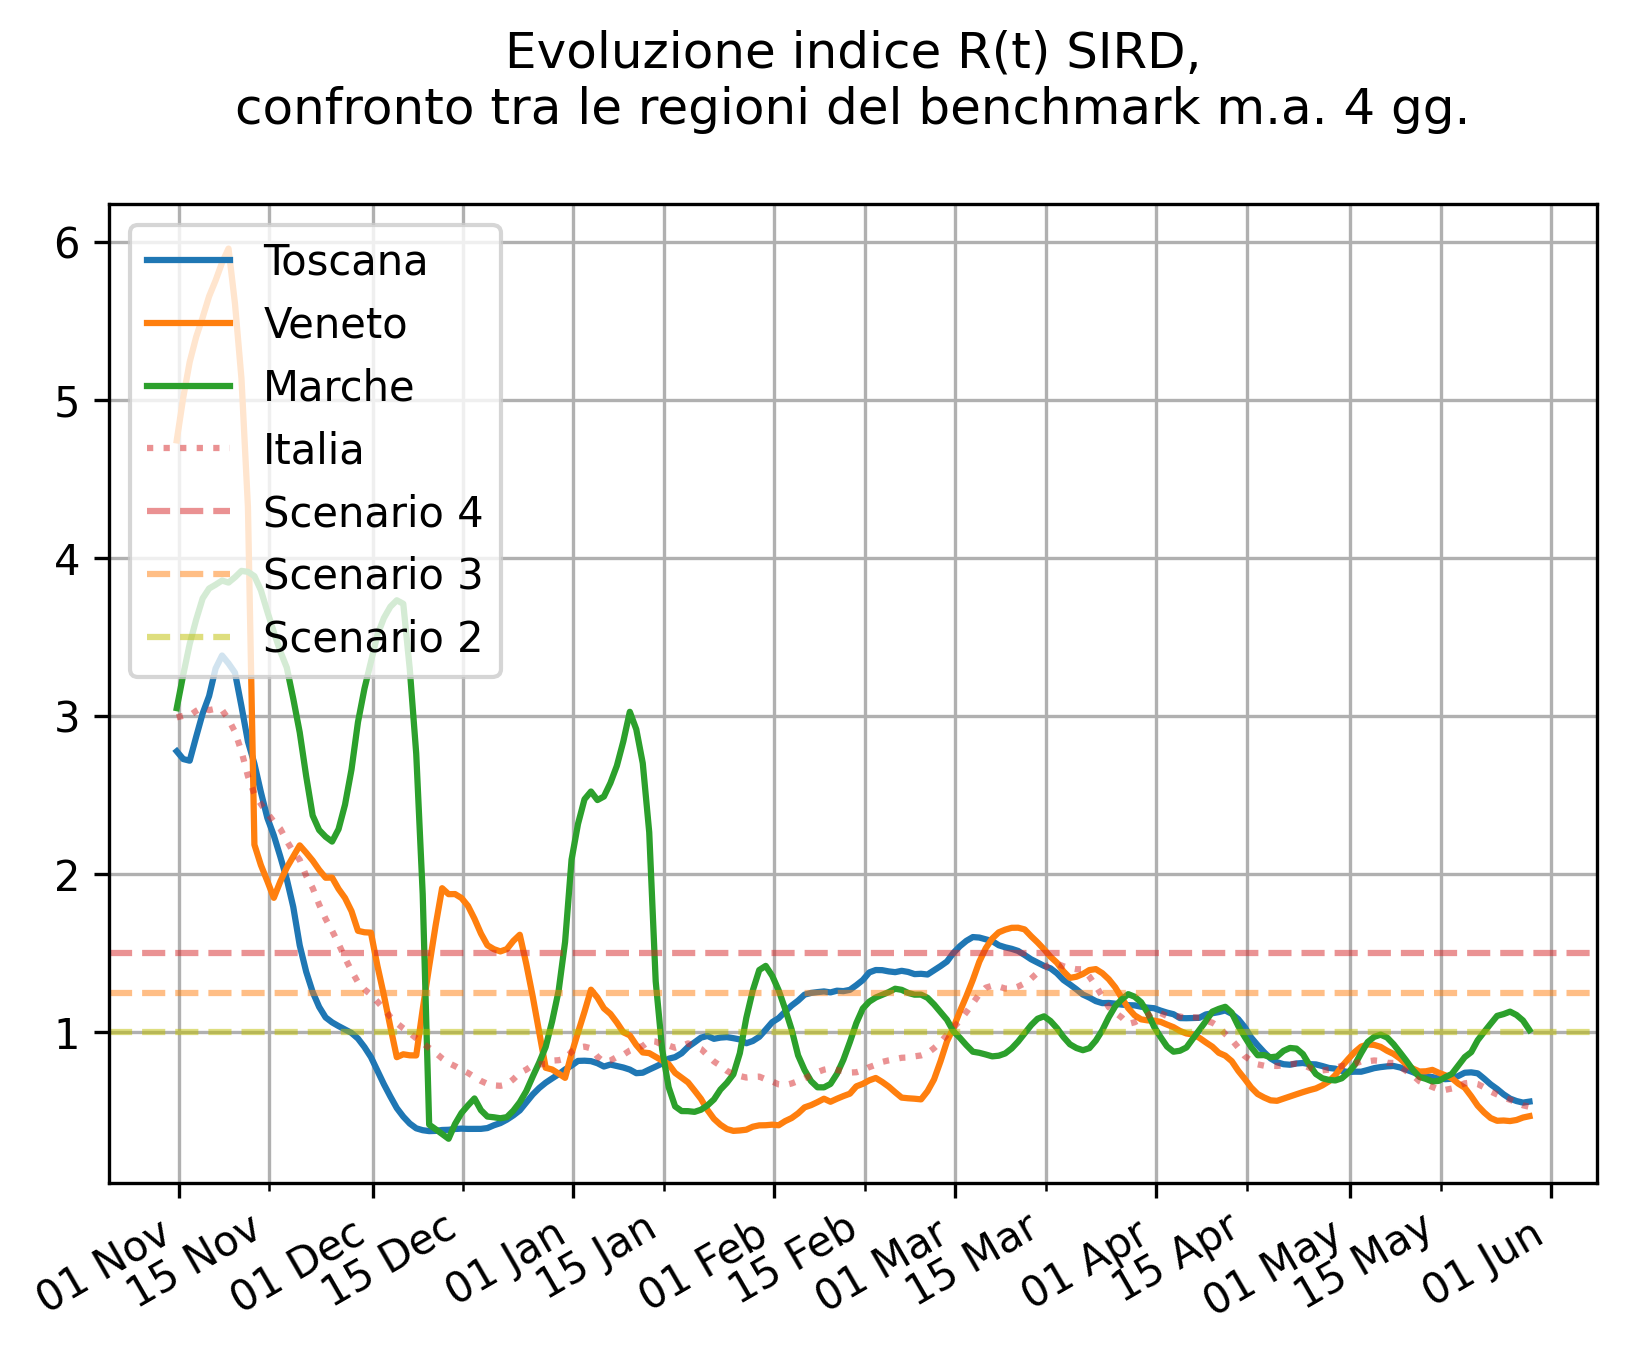 Evoluzione indice R(t) SIRD,
confronto tra le regioni del benchmark m.a. 4 gg.
6
5
4
3
2
1
Toscana
Veneto
Marche
Italia
Scenario 4
Scenario 3
Scenario 2
01 Nov
15 Nov
01 Dec
15 Dec
01 Jan
15 Jan
01 Feb
15 Feb
01 Mar
15 Mar
01 Apr
15 Apr
01 May
15 May
01 Jun